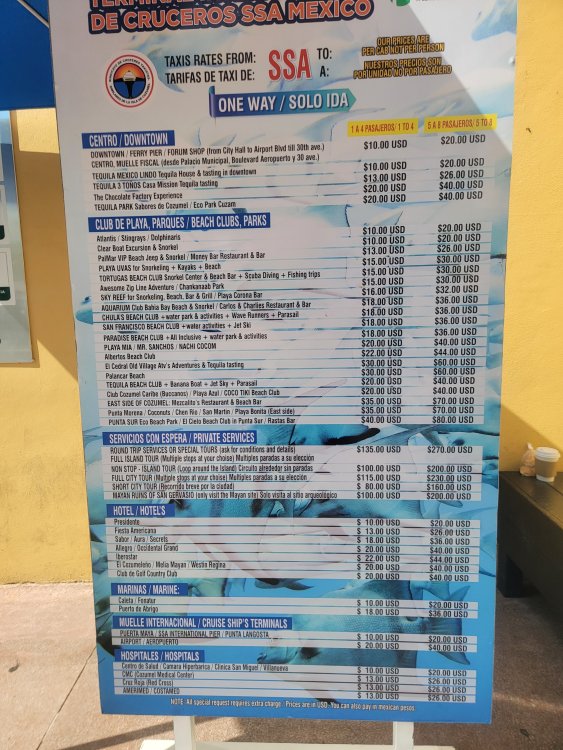 TERMINAL
DE CRUCEROS SSA MEXICO
TAXIS RATES FROM: SSA TO:
TARIFAS DE TAXI DE: A:
OUR PRICES ARE
PER CAB NOT PER PERSON
NUESTROS PRECIOS SON
POR UNIDAD NO POR PASAJERO
ONE WAY / SOLO IDA
1 A 4 PASAJEROS/ 1 TO 4 5 A 8 PASAJEROS/ 5 TO 8
CENTRO / DOWNTOWN
DOWNTOWN / FERRY PIER / FORUM SHOP (from City Hall to Airport Blvd till 30th ave.) $10.00 USD $20.00 USD
CENTRO, MUELLE FISCAL (desde Palacio Municipal, Boulevard Aeropuerto y 30 ave.)
TEQUILA MEXICO LINDO Tequila House & tasting in downtown $10.00 USD $20.00 USD
TEQUILA 3 TONOS Casa Mission Tequila tasting $13.00 USD $26.00 USD
The Chocolate Factory Experience $20.00 USD $40.00 USD
TEQUILA PARK Sabores de Cozumel / Eco Park Cuzam $20.00 USD $40.00 USD
CLUB DE PLAYA, PARQUES / BEACH CLUBS, PARKS
Atlantis / Stingrays / Dolphinaris $10.00 USD $20.00 USD
Clear Boat Excursion & Snorkel $10.00 USD $20.00 USD
PalMar VIP Beach Jeep & Snorkel / Money Bar Restaurant & Bar $13.00 USD $26.00 USD
PLAYA UVAS for Snorkeling + Kayaks + Beach $15.00 USD $30.00 USD
TORTUGAS BEACH CLUB Snorkel Center & Beach Bar + Scuba Diving + Fishing trips $15.00 USD $30.00 USD
Awesome Zip Line Adventure / Chankanaab Park $15.00 USD $30.00 USD
SKY REEF for Snorkeling, Beach, Bar & Grill / Playa Corona Bar $16.00 USD $32.00 USD
AQUARIUM Club Bahia Bay Beach & Snorkel / Carlos & Charlies Restaurant & Bar $18.00 USD $36.00 USD
CHULA'S BEACH CLUB +water park & activities + Wave Runners + Parasail $18.00 USD $36.00 USD
SAN FRANCISCO BEACH CLUB +water activities + Jet Ski $18.00 USD $36.00 USD
PARADISE BEACH CLUB + All Inclusive + water park & activities $18.00 USD $36.00 USD
PLAYA MIA / MR. SANCHOS / NACHI COCOM $20.00 USD $40.00 USD
Albertos Beach Club $22.00 USD $44.00 USD
El Cedral Old Village Atv's Adventures & Tequila tasting $30.00 USD $60.00 USD
Palancar Beach $30.00 USD $60.00 USD
TEQUILA BEACH CLUB + Banana Boat + Jet Sky + Parasail $20.00 USD $40.00 USD
Club Cozumel Caribe (Buccanos) / Playa Azul / COCO TIKI Beach Club $20.00 USD $40.00 USD
EAST SIDE OF COZUMEL: Mezcalito's Restaurant & Beach Bar $35.00 USD $70.00 USD
Punta Morena / Coconuts / Chen Rio / San Martin / Playa Bonita (East side) $35.00 USD $70.00 USD
PUNTA SUR Eco Beach Park / El Cielo Beach Club in Punta Sur / Rastas Bar $40.00 USD $80.00 USD
SERVICIOS CON ESPERA / PRIVATE SERVICES
ROUND TRIP SERVICES OR SPECIAL TOURS (ask for conditions and details) $135.00 USD $270.00 USD
FULL ISLAND TOUR (Multiple stops at your choise) Multiples paradas a su elección
NON STOP - ISLAND TOUR (Loop around the Island) Circuito alrededor sin paradas $100.00 USD $200.00 USD
FULL CITY TOUR (Multiple stops at your choise) Multiples paradas a su elección $115.00 USD $230.00 USD
SHORT CITY TOUR (Recorrido breve por la ciudad) $ 80.00 USD $160.00 USD
MAYAN RUINS OF SAN GERVASIO (only visit the Mayan site) Solo visita al sitio arqueológico $100.00 USD $200.00 USD
HOTEL / HOTEL'S
Presidente $ 10.00 USD $20.00 USD
Fiesta Americana $ 13.00 USD $26.00 USD
Sabor / Aura / Secrets $ 18.00 USD $36.00 USD
Allegro / Occidental Grand $ 20.00 USD $40.00 USD
Iberostar $ 22.00 USD $44.00 USD
El Cozumeleño / Melia Mayan / Westin Regina $ 20.00 USD $40.00 USD
Club de Golf Country Club $ 20.00 USD $40.00 USD
MARINAS / MARINE:
Caleta / Fonatur $ 10.00 USD $20.00 USD
Puerto de Abrigo $ 18.00 USD $36.00 USD
MUELLE INTERNACIONAL / CRUISE SHIP'S TERMINALS
PUERTA MAYA / SSA INTERNATIONAL PIER / PUNTA LANGOSTA $ 10.00 USD $20.00 USD
AIRPORT / AEROPUERTO $ 20.00 USD $40.00 USD
HOSPITALES / HOSPITALS
Centro de Salud / Cámara Hiperbarica / Clinica San Miguel / Villanueva $ 10.00 USD $20.00 USD
CMC (Cozumel Medical Center) $ 13.00 USD $26.00 USD
Cruz Roja (Red Cross) $ 13.00 USD $26.00 USD
AMERIMED / COSTAMED $ 13.00 USD $26.00 USD
NOTE: All special request requires extra charge / Prices are in USD. You can also pay in mexican pesos